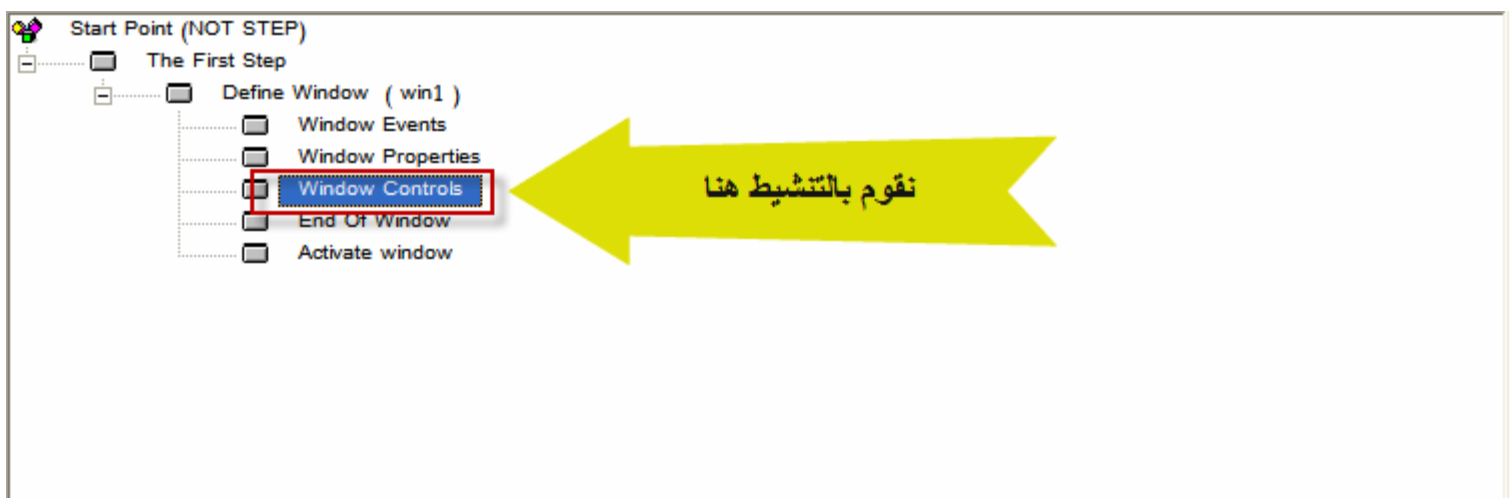 Start Point (NOT STEP)
The First Step
Define Window ( win1 )
Window Events
Window Properties
Window Controls
نقوم بالتنشيط هنا
End Of Window
Activate window